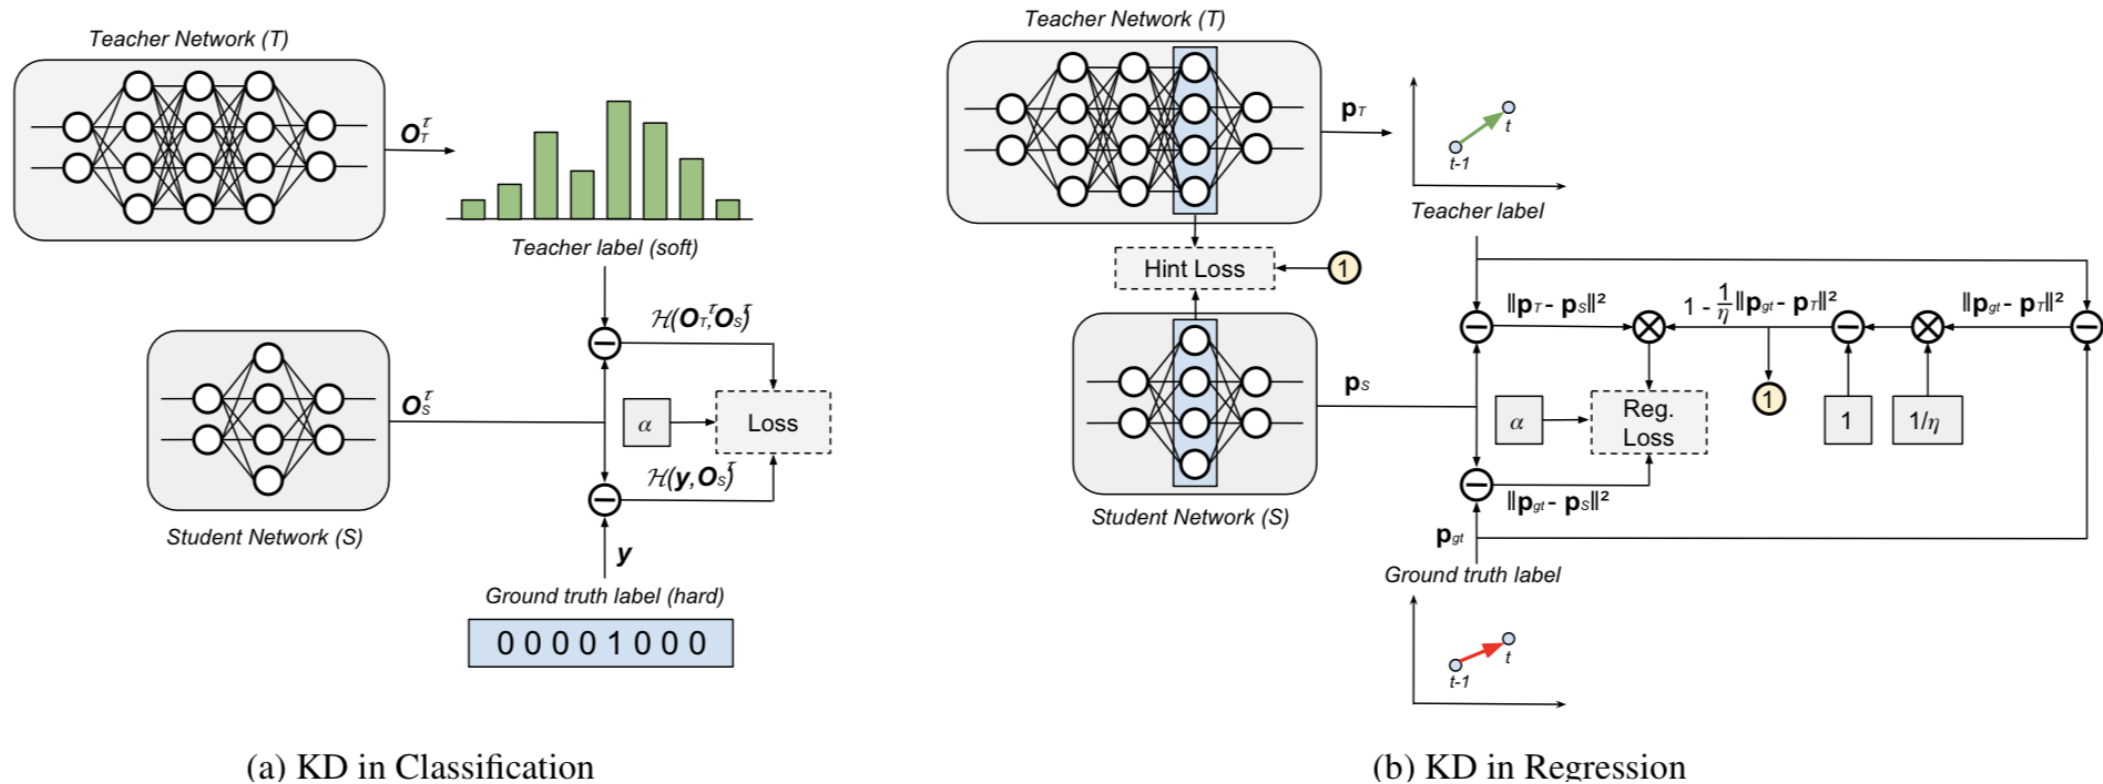 Teacher Network (T)
O_T^τ
Teacher label (soft)
H(O_T^τ, O_S^τ)
O_S^τ
α
Loss
H(y, O_S^τ)
Student Network (S)
y
Ground truth label (hard)
0 0 0 0 1 0 0 0
(a) KD in Classification
Teacher Network (T)
p_T
t
t-1
Teacher label
Hint Loss
1
||p_T - p_S||²
1 - 1/η ||p_gt - p_T||²
||p_gt - p_T||²
p_S
α
Reg.
Loss
1
1
1/η
||p_gt - p_S||²
Student Network (S)
p_gt
Ground truth label
t
t-1
(b) KD in Regression